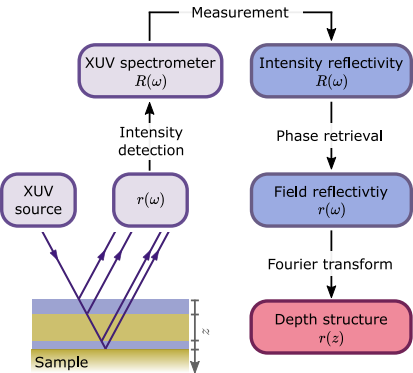 Measurement
XUV spectrometer
R(ω)
Intensity reflectivity
R(ω)
Intensity
detection
Phase retrieval
XUV
source
r(ω)
Field reflectivtiy
r(ω)
Fourier transform
z
Depth structure
r(z)
Sample